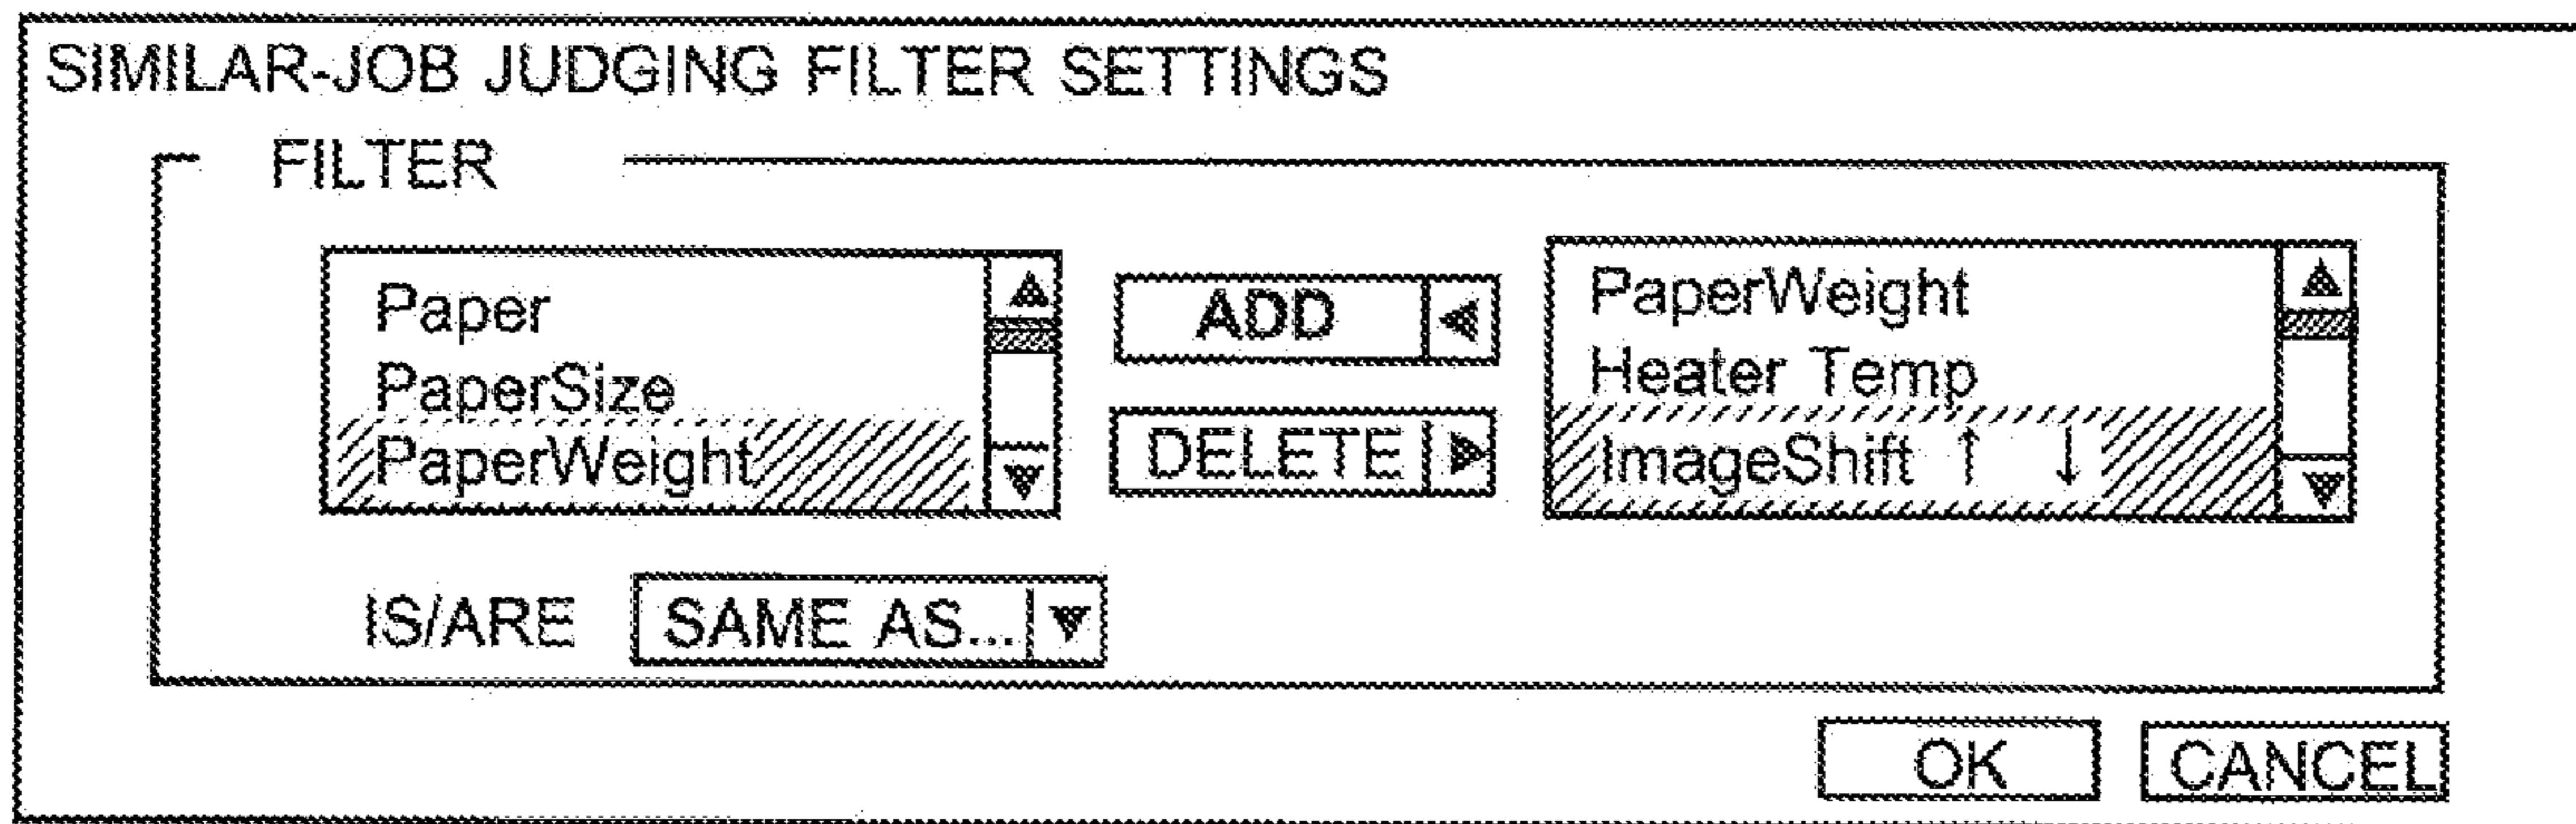 SIMILAR-JOB JUDGING FILTER SETTINGS
FILTER
Paper
PaperSize
PaperWeight
ADD
DELETE
PaperWeight
Heater Temp
ImageShift ↑ ↓
IS/ARE SAME AS...
OK CANCEL